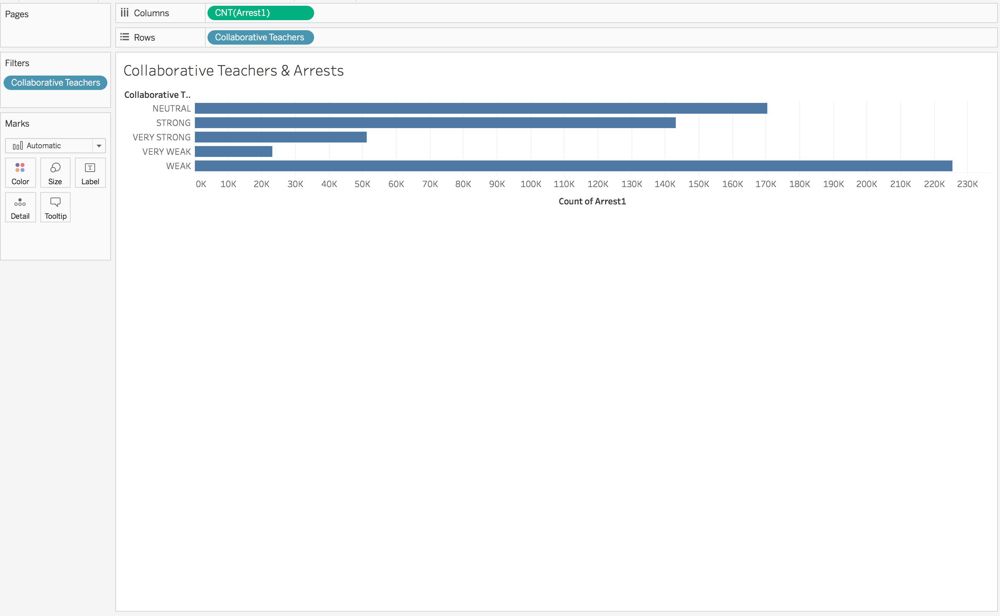 Pages
Columns
CNT(Arrest1)
Rows
Collaborative Teachers
Filters
Collaborative Teachers
Marks
Automatic
Color
Size
T
Label
Detail
Tooltip
Collaborative Teachers & Arrests
Collaborative T..
NEUTRAL
STRONG
VERY STRONG
VERY WEAK
WEAK
0K 10K 20K 30K 40K 50K 60K 70K 80K 90K 100K 110K 120K 130K 140K 150K 160K 170K 180K 190K 200K 210K 220K 230K
Count of Arrest1